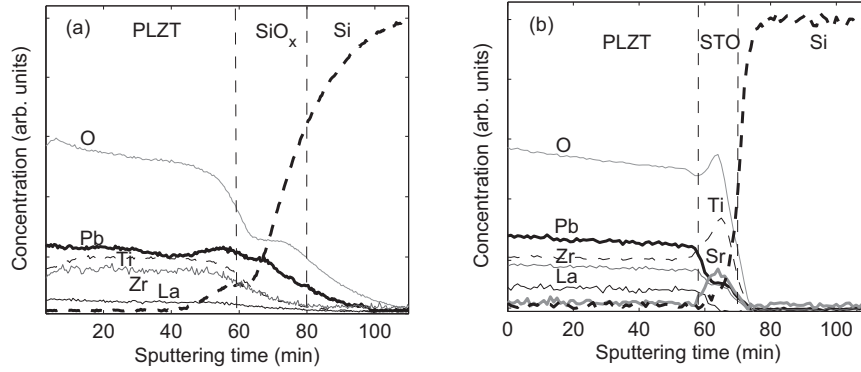 (a)
PLZT
SiOx
Si
O
Pb
Ti
Zr
La
Concentration (arb. units)
20
40
60
80
100
Sputtering time (min)
(b)
PLZT
STO
Si
O
Ti
Pb
Zr
Sr
La
Concentration (arb. units)
0
20
40
60
80
100
Sputtering time (min)